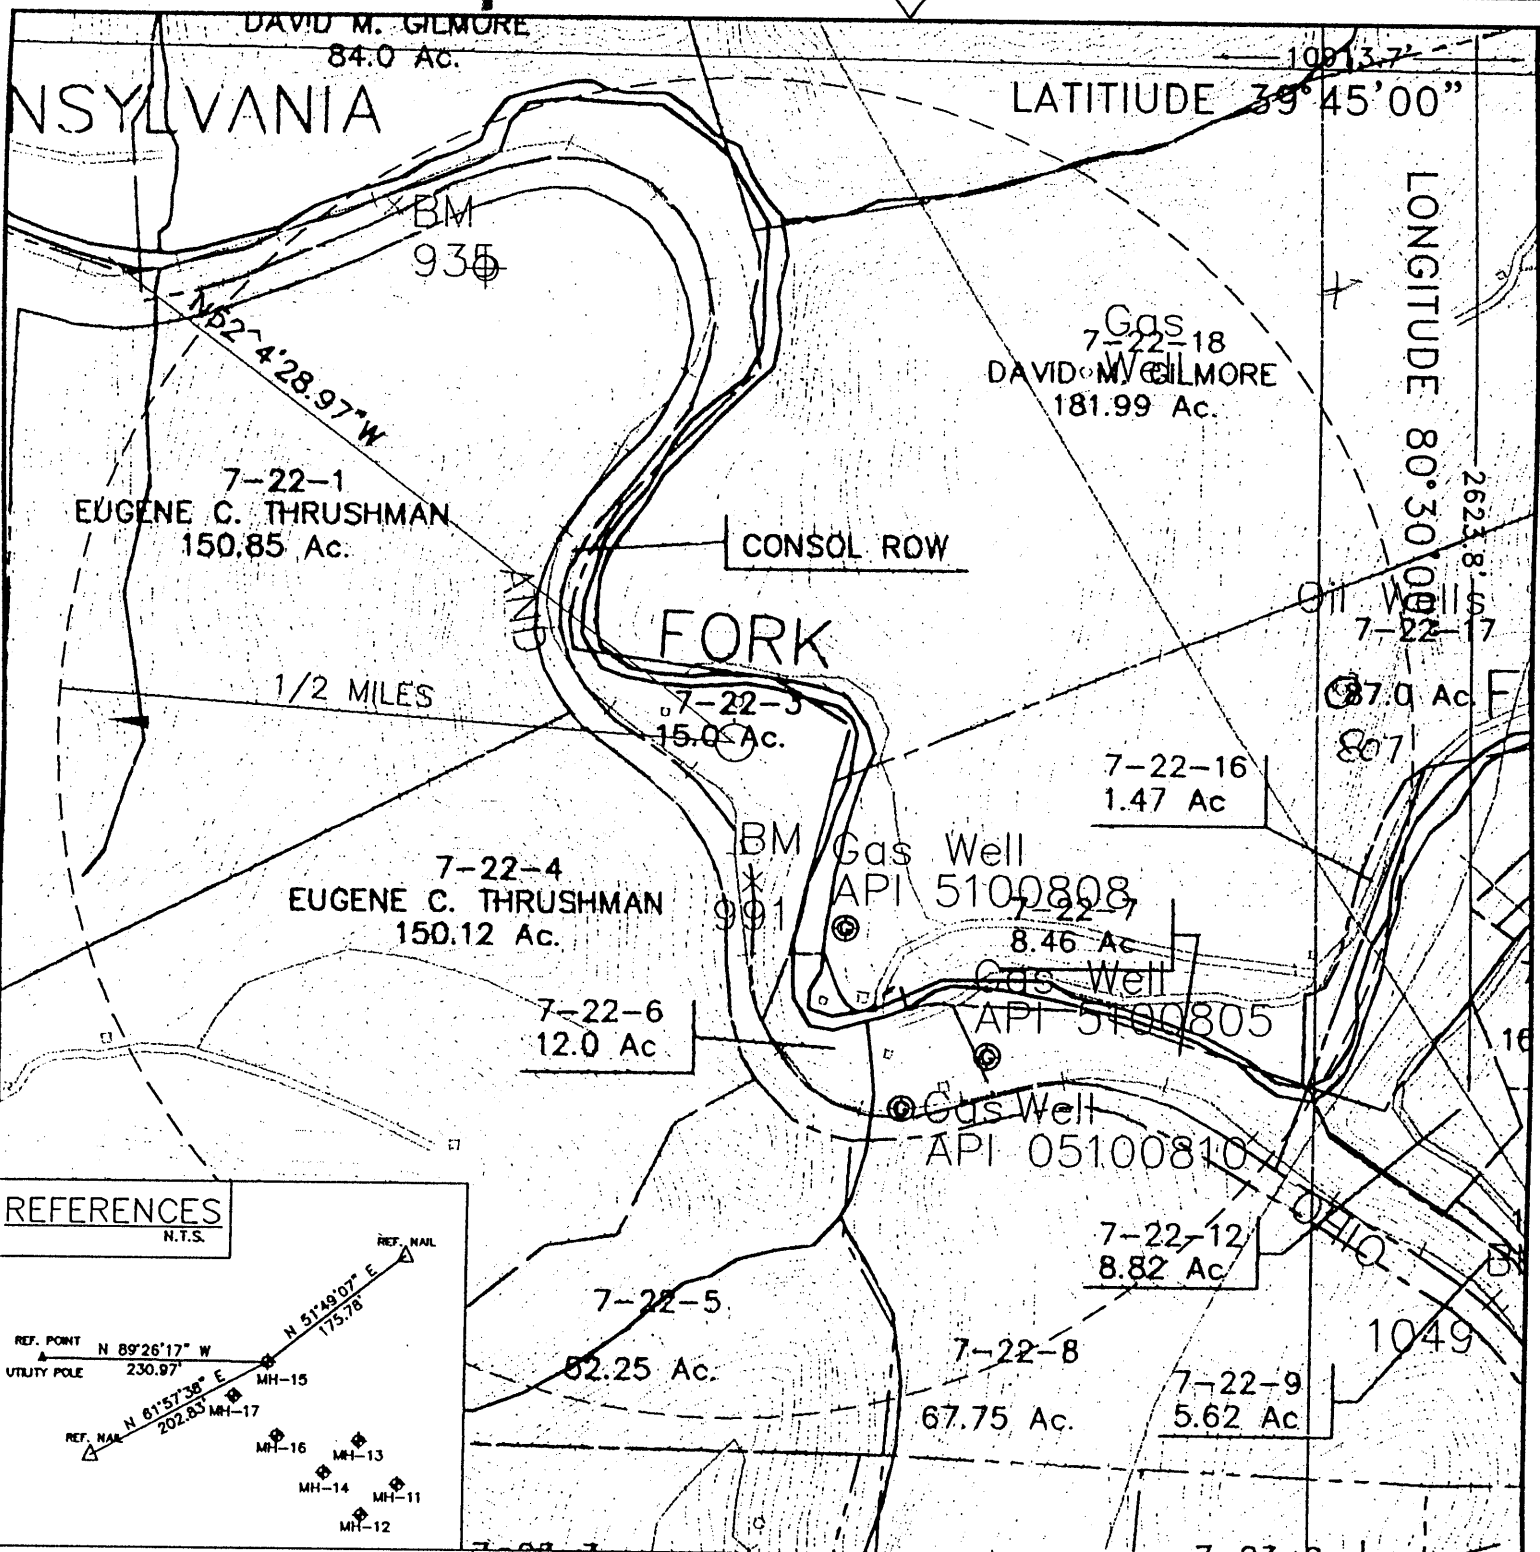 DAVID M. GILMORE
84.0 Ac.
NSYLVANIA
10913.7'
LATITIUDE 39°45'00"
LONGITUDE 80°30'00"
2623.8'
BM
935
N52^4'28.97"W
Gas
Well
7-22-18
DAVID M. GILMORE
181.99 Ac.
7-22-1
EUGENE C. THRUSHMAN
150.85 Ac.
CONSOL ROW
AND
FORK
Oil Wells
7-22-17
87.0 Ac.
F
807
1/2 MILES
7-22-3
15.0 Ac.
7-22-16
1.47 Ac
BM
991
Gas Well
API 5100808
7-22-4
EUGENE C. THRUSHMAN
150.12 Ac.
7-22-7
8.46 Ac
Gas Well
API 5100805
7-22-6
12.0 Ac
16
Gas Well
API 05100810
OHIO
7-22-12
8.82 Ac
1049
7-22-5
52.25 Ac.
7-22-8
67.75 Ac.
7-22-9
5.62 Ac
REFERENCES
N.T.S.
REF. NAIL
N 51°49'07" E
175.78'
REF. POINT
UTILITY POLE
N 89°26'17" W
230.97'
MH-15
N 61°57'38" E
202.83'
MH-17
REF. NAIL
MH-16
MH-13
MH-14
MH-11
MH-12